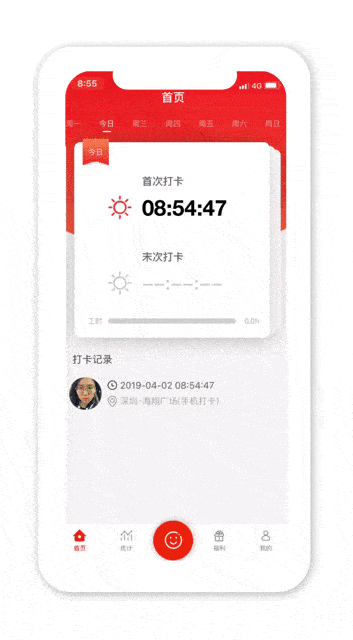 8:55
4G
首页
周一 今日 周三 周四 周五 周六 周日
今日
首次打卡
08:54:47
末次打卡
--:--:--
工时 0.0h
打卡记录
2019-04-02 08:54:47
深圳-海翔广场(手机打卡)
首页 统计 福利 我的